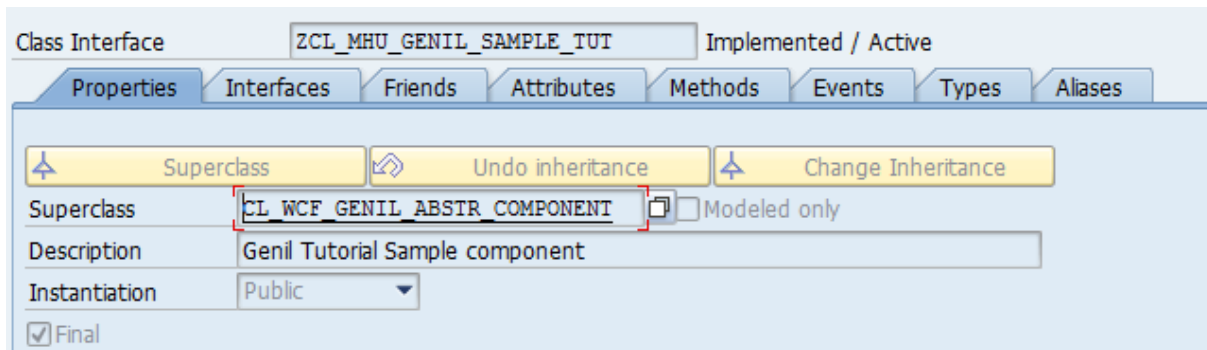 Class Interface ZCL_MHU_GENIL_SAMPLE_TUT Implemented / Active
Properties Interfaces Friends Attributes Methods Events Types Aliases
Superclass Undo inheritance Change Inheritance
Superclass CL_WCF_GENIL_ABSTR_COMPONENT Modeled only
Description Genil Tutorial Sample component
Instantiation Public
Final